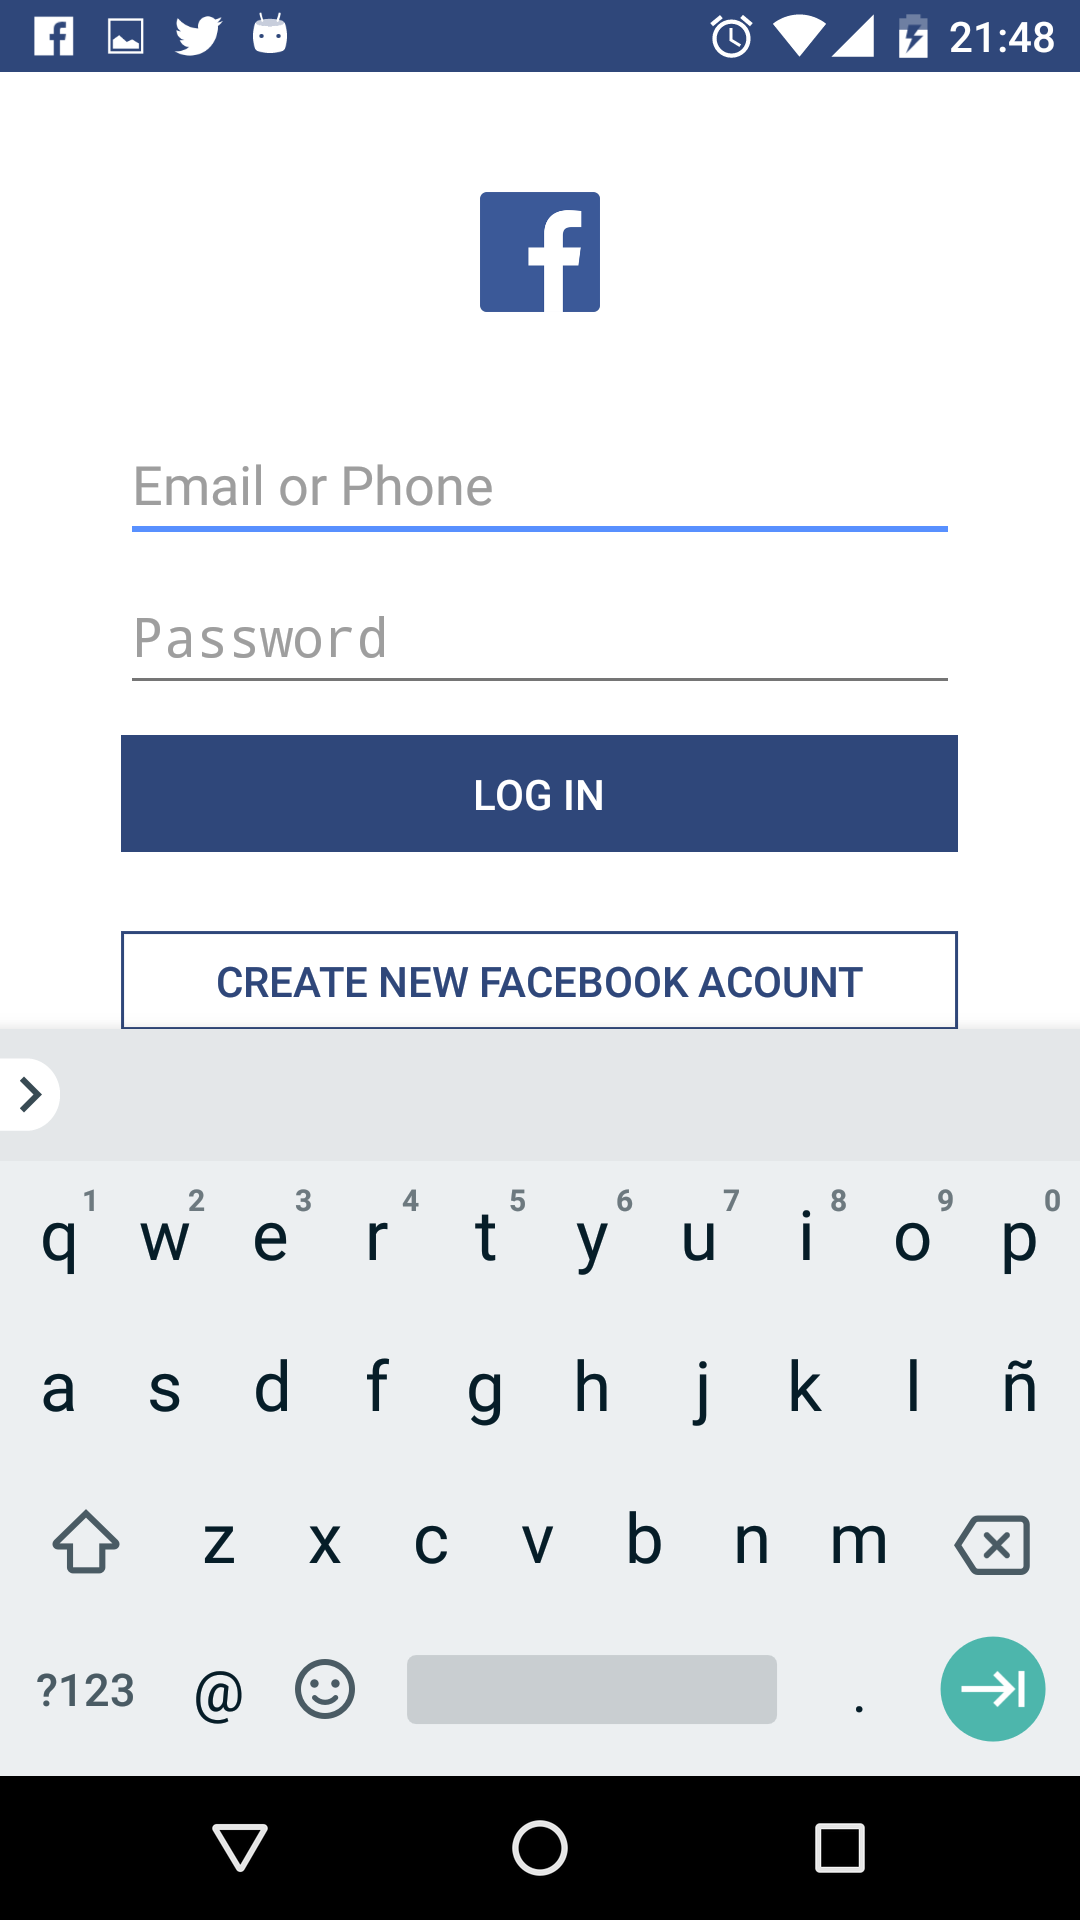 21:48
Email or Phone
Password
LOG IN
CREATE NEW FACEBOOK ACOUNT
1 2 3 4 5 6 7 8 9 0
q w e r t y u i o p
a s d f g h j k l ñ
z x c v b n m
?123 @ .